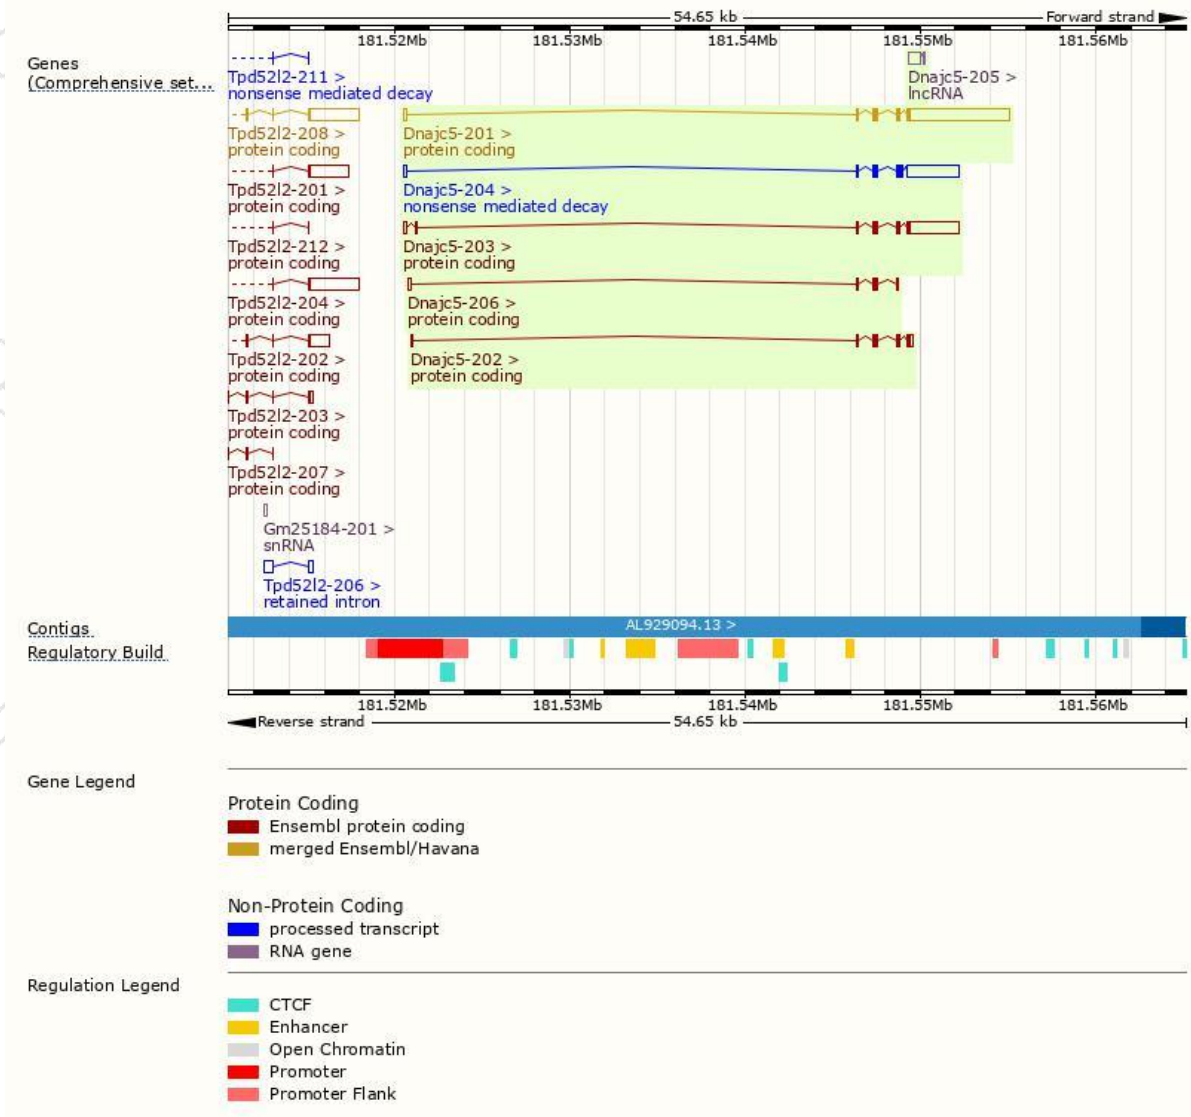 54.65 kb
Forward strand
181.52Mb 181.53Mb 181.54Mb 181.55Mb 181.56Mb
Genes
(Comprehensive set...
Tpd52l2-211 >
nonsense mediated decay
Dnajc5-205 >
lncRNA
Tpd52l2-208 >
protein coding
Dnajc5-201 >
protein coding
Tpd52l2-201 >
protein coding
Dnajc5-204 >
nonsense mediated decay
Tpd52l2-212 >
protein coding
Dnajc5-203 >
protein coding
Tpd52l2-204 >
protein coding
Dnajc5-206 >
protein coding
Tpd52l2-202 >
protein coding
Dnajc5-202 >
protein coding
Tpd52l2-203 >
protein coding
Tpd52l2-207 >
protein coding
Gm25184-201 >
snRNA
Tpd52l2-206 >
retained intron
Contigs
AL929094.13 >
Regulatory Build
181.52Mb 181.53Mb 181.54Mb 181.55Mb 181.56Mb
Reverse strand
54.65 kb
Gene Legend
Protein Coding
Ensembl protein coding
merged Ensembl/Havana
Non-Protein Coding
processed transcript
RNA gene
Regulation Legend
CTCF
Enhancer
Open Chromatin
Promoter
Promoter Flank